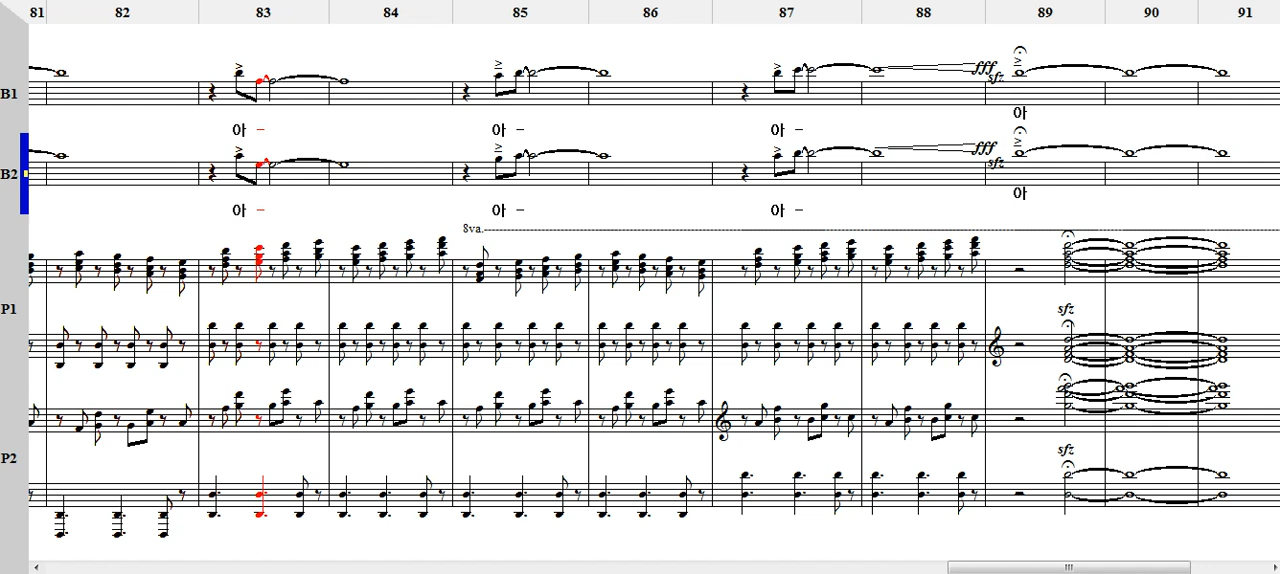 81 82 83 84 85 86 87 88 89 90 91
fff
sfz
B1
아 - 아 - 아 - 아
fff
sfz
B2
아 - 아 - 아 - 아
8va.
P1
sfz
P2
sfz